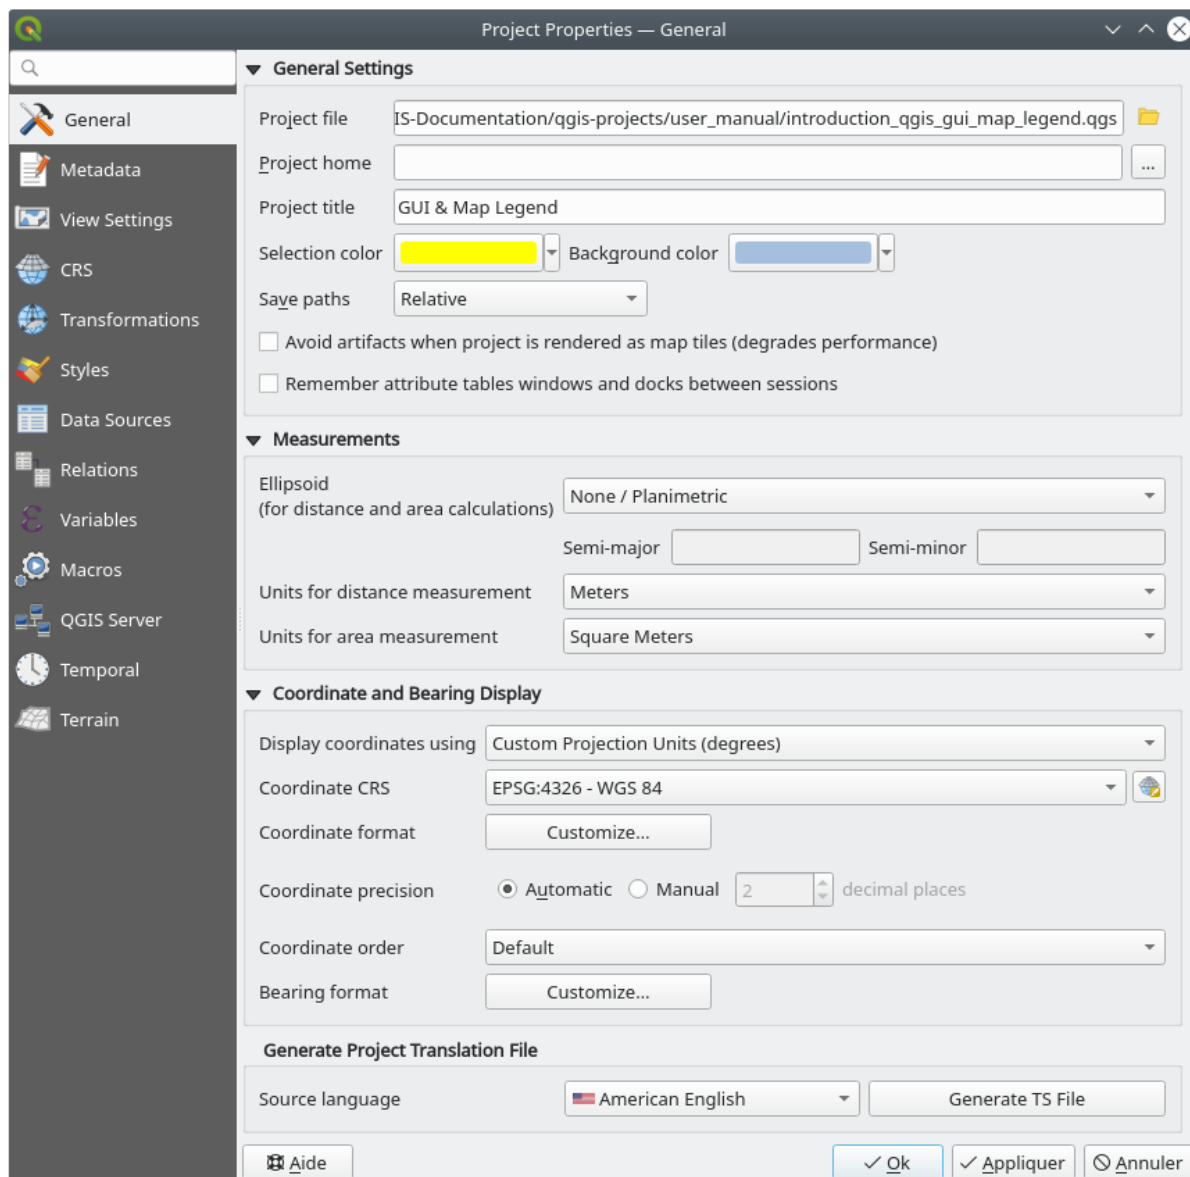 Project Properties — General
General
Metadata
View Settings
CRS
Transformations
Styles
Data Sources
Relations
Variables
Macros
QGIS Server
Temporal
Terrain
General Settings
Project file IS-Documentation/qgis-projects/user_manual/introduction_qgis_gui_map_legend.qgs
Project home ...
Project title GUI & Map Legend
Selection color Background color
Save paths Relative
Avoid artifacts when project is rendered as map tiles (degrades performance)
Remember attribute tables windows and docks between sessions
Measurements
Ellipsoid
(for distance and area calculations) None / Planimetric
Semi-major Semi-minor
Units for distance measurement Meters
Units for area measurement Square Meters
Coordinate and Bearing Display
Display coordinates using Custom Projection Units (degrees)
Coordinate CRS EPSG:4326 - WGS 84
Coordinate format Customize...
Coordinate precision Automatic Manual 2 decimal places
Coordinate order Default
Bearing format Customize...
Generate Project Translation File
Source language American English Generate TS File
Aide Ok Appliquer Annuler